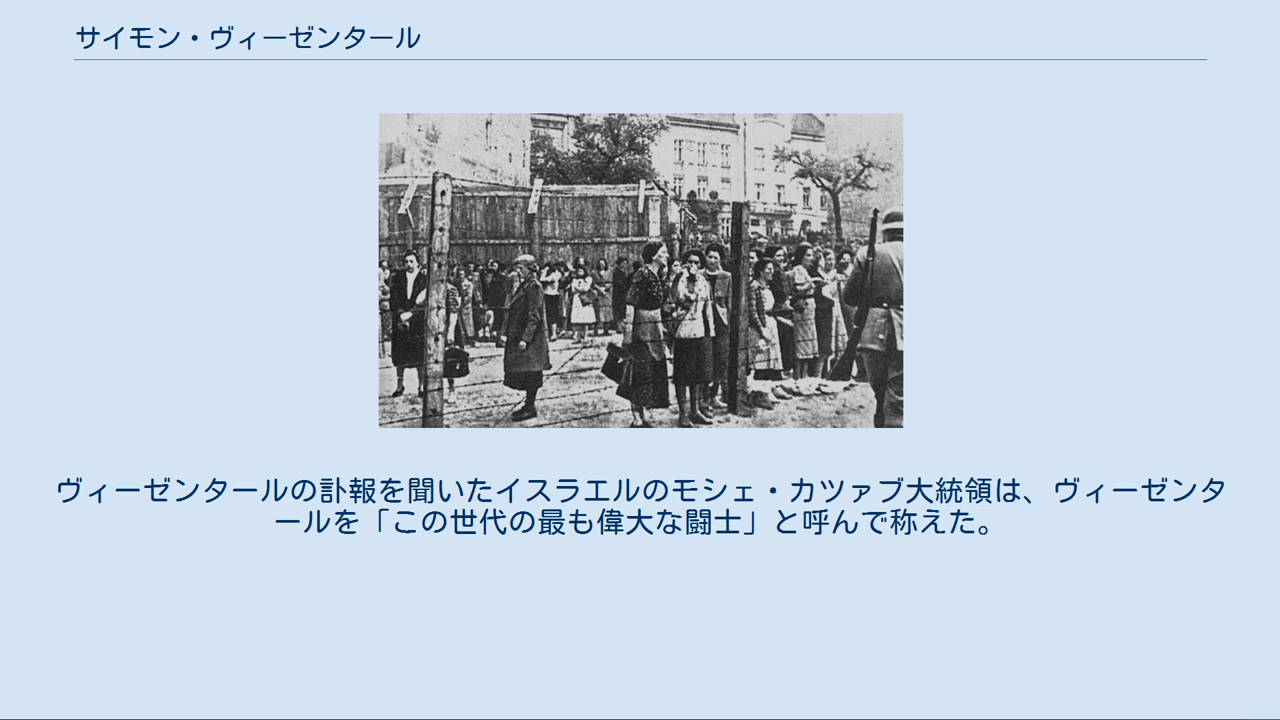 サイモン・ヴィーゼンタール
ヴィーゼンタールの訃報を聞いたイスラエルのモシェ・カツァブ大統領は、ヴィーゼンタ
ールを「この世代の最も偉大な闘士」と呼んで称えた。